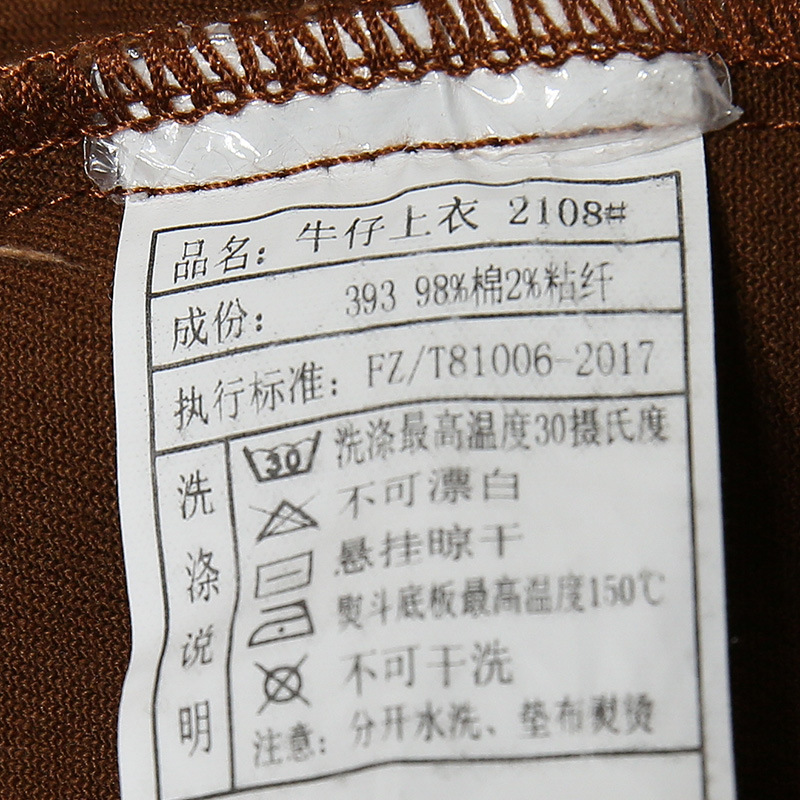 品名: 牛仔上衣 2108#
成份: 393 98%棉2%粘纤
执行标准: FZ/T81006-2017
洗涤说明
30 洗涤最高温度30摄氏度
不可漂白
悬挂晾干
熨斗底板最高温度150℃
不可干洗
注意: 分开水洗、垫布熨烫